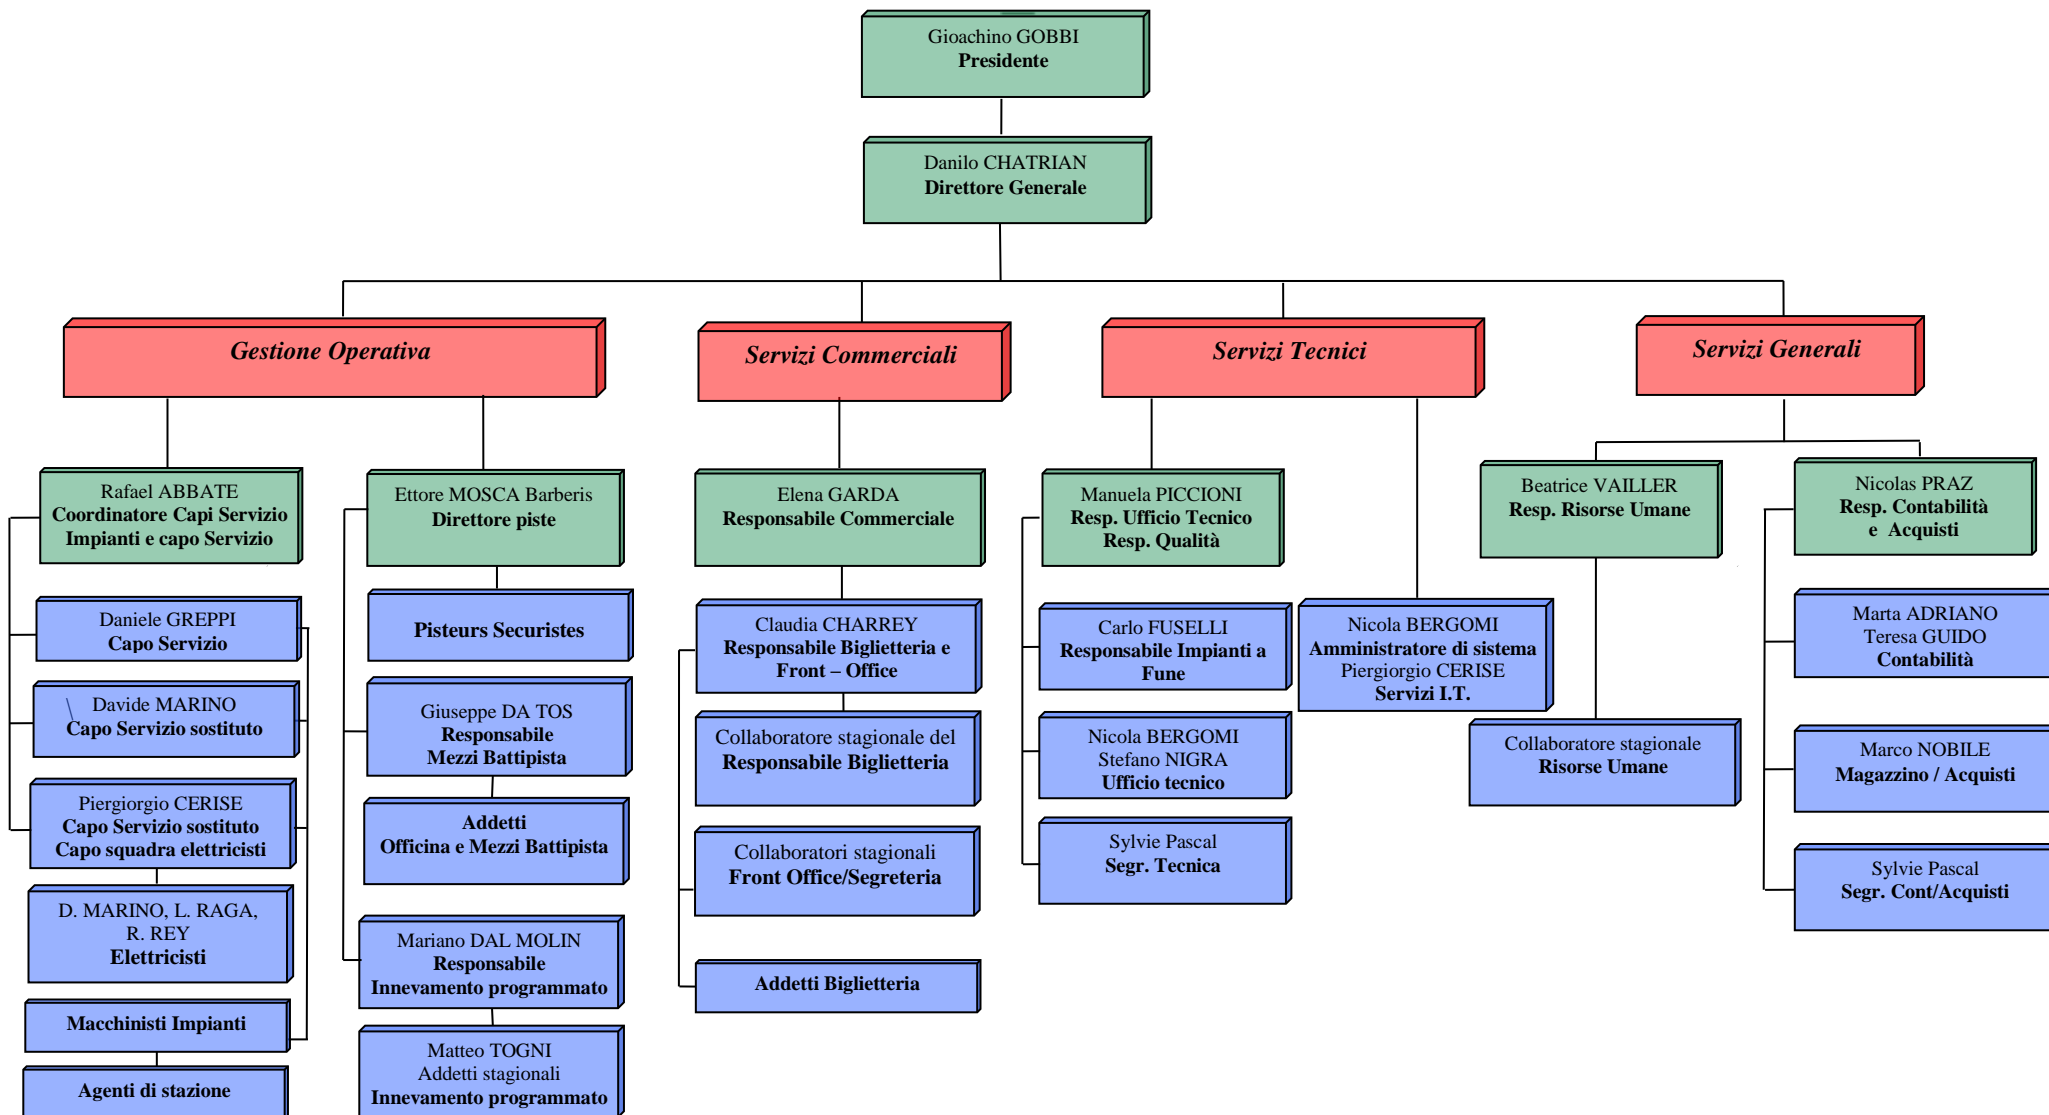 Gioachino GOBBI
Presidente
Danilo CHATRIAN
Direttore Generale
Gestione Operativa
Servizi Commerciali
Servizi Tecnici
Servizi Generali
Rafael ABBATE
Coordinatore Capi Servizio
Impianti e capo Servizio
Daniele GREPPI
Capo Servizio
Davide MARINO
Capo Servizio sostituto
Piergiorgio CERISE
Capo Servizio sostituto
Capo squadra elettricisti
D. MARINO, L. RAGA,
R. REY
Elettricisti
Macchinisti Impianti
Agenti di stazione
Ettore MOSCA Barberis
Direttore piste
Pisteurs Securistes
Giuseppe DA TOS
Responsabile
Mezzi Battipista
Addetti
Officina e Mezzi Battipista
Mariano DAL MOLIN
Responsabile
Innevamento programmato
Matteo TOGNI
Addetti stagionali
Innevamento programmato
Elena GARDA
Responsabile Commerciale
Claudia CHARREY
Responsabile Biglietteria e
Front – Office
Collaboratore stagionale del
Responsabile Biglietteria
Collaboratori stagionali
Front Office/Segreteria
Addetti Biglietteria
Manuela PICCIONI
Resp. Ufficio Tecnico
Resp. Qualità
Carlo FUSELLI
Responsabile Impianti a
Fune
Nicola BERGOMI
Stefano NIGRA
Ufficio tecnico
Sylvie Pascal
Segr. Tecnica
Nicola BERGOMI
Amministratore di sistema
Piergiorgio CERISE
Servizi I.T.
Beatrice VAILLER
Resp. Risorse Umane
Collaboratore stagionale
Risorse Umane
Nicolas PRAZ
Resp. Contabilità
e Acquisti
Marta ADRIANO
Teresa GUIDO
Contabilità
Marco NOBILE
Magazzino / Acquisti
Sylvie Pascal
Segr. Cont/Acquisti